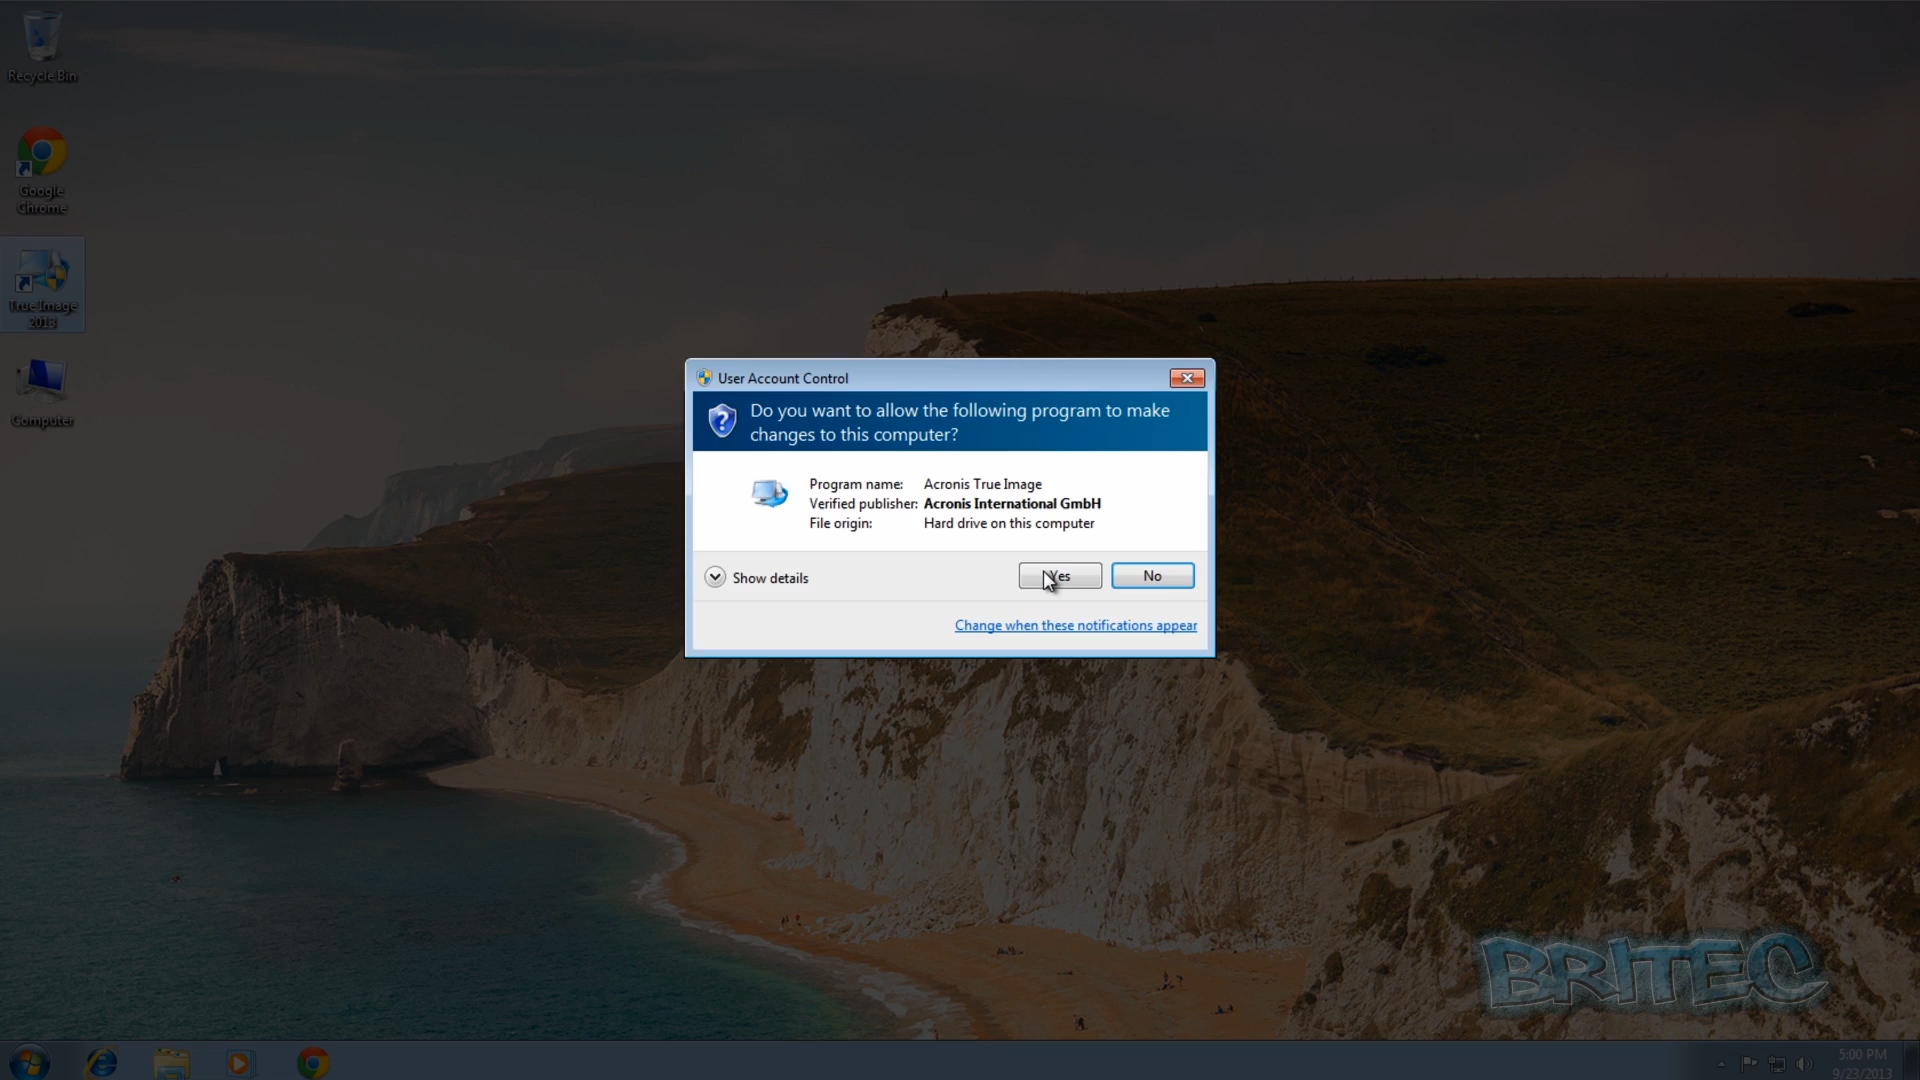 Recycle Bin
Google
Chrome
True Image
2013
Computer
User Account Control
Do you want to allow the following program to make
changes to this computer?
Program name: Acronis True Image
Verified publisher: Acronis International GmbH
File origin: Hard drive on this computer
Show details
Yes
No
Change when these notifications appear
BRITEC
5:00 PM
9/23/2013